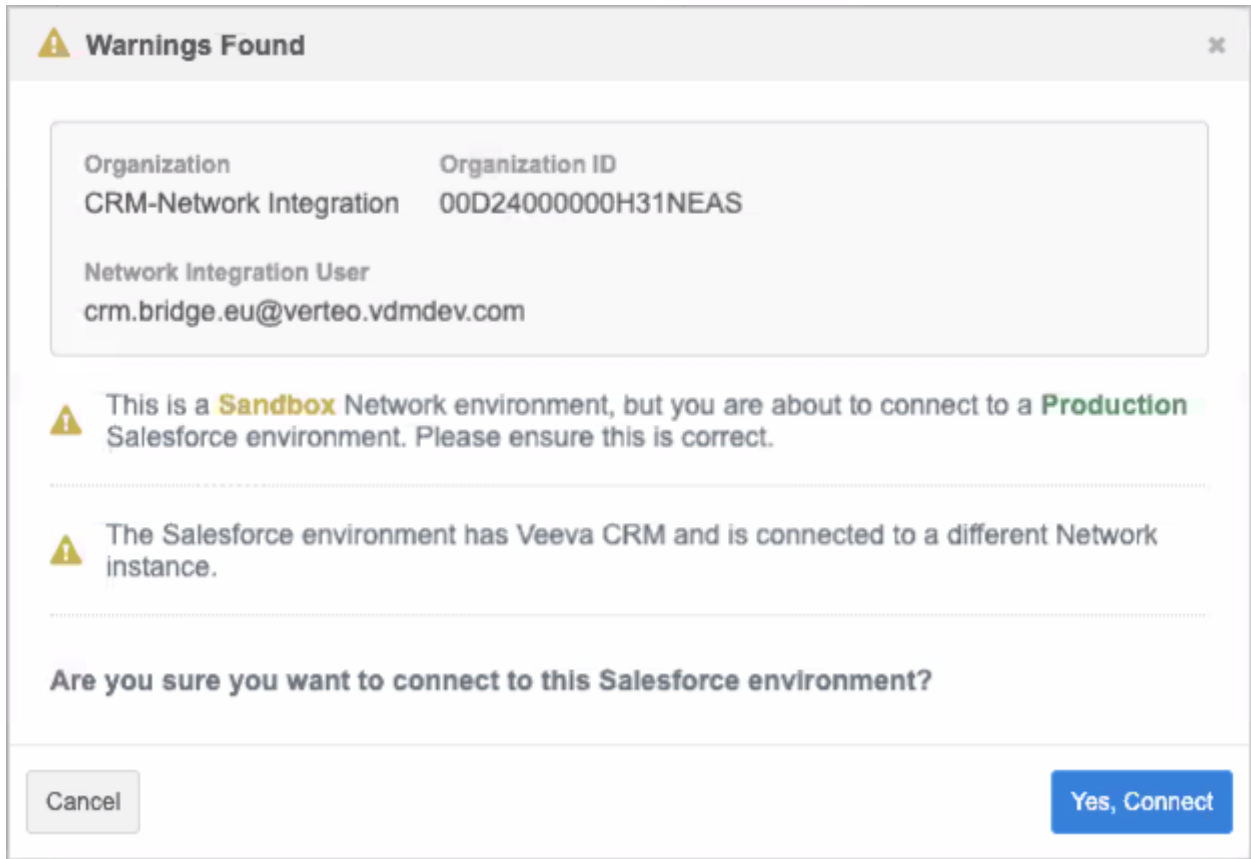 Warnings Found
Organization Organization ID
CRM-Network Integration 00D24000000H31NEAS
Network Integration User
crm.bridge.eu@verteo.vdmdev.com
This is a Sandbox Network environment, but you are about to connect to a Production
Salesforce environment. Please ensure this is correct.
The Salesforce environment has Veeva CRM and is connected to a different Network
instance.
Are you sure you want to connect to this Salesforce environment?
Cancel Yes, Connect